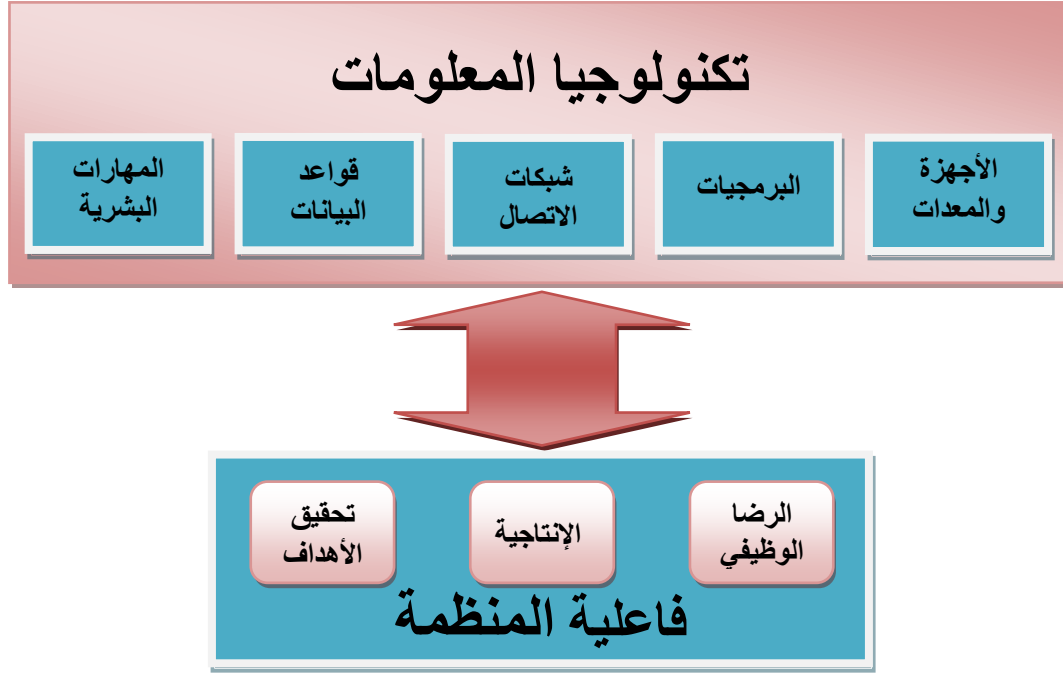 تكنولوجيا المعلومات
الأجهزة
والمعدات
البرمجيات
شبكات
الاتصال
قواعد
البيانات
المهارات
البشرية
الرضا
الوظيفي
الإنتاجية
تحقيق
الأهداف
فاعلية المنظمة